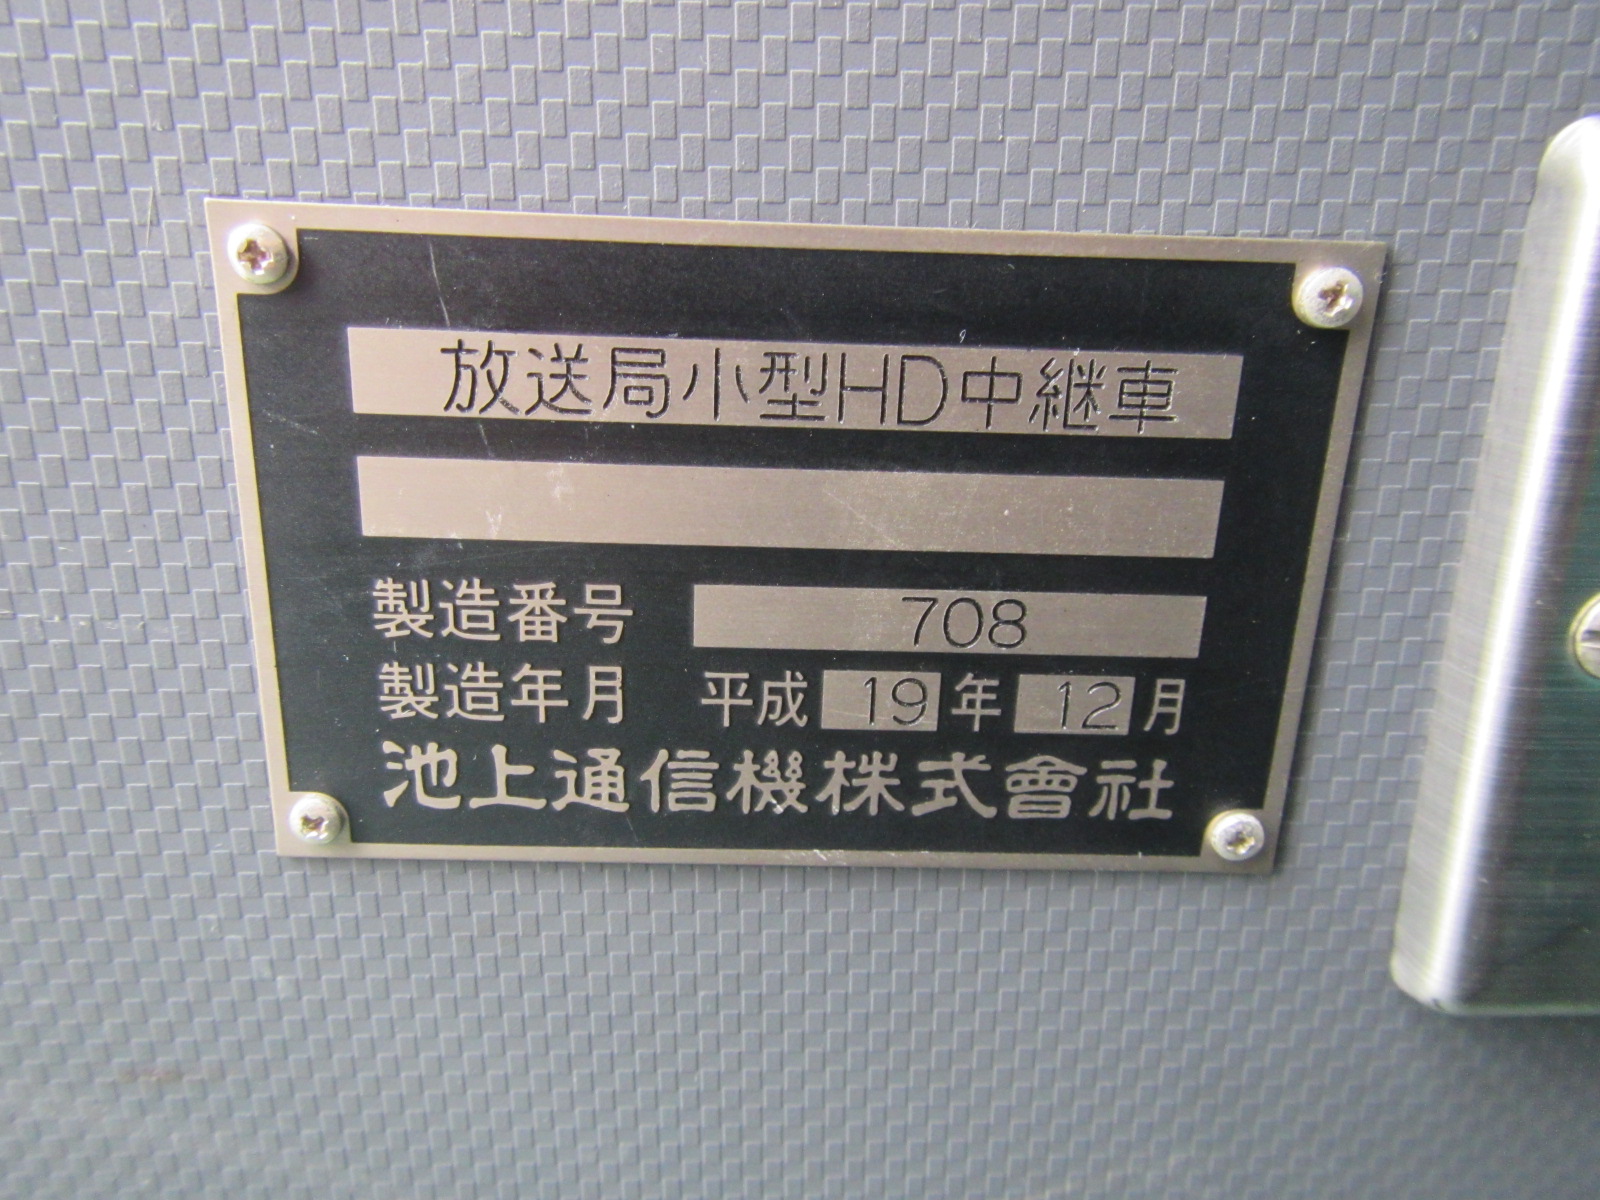 放送局小型HD中継車
製造番号 708
製造年月 平成 19 年 12 月
池上通信機株式會社